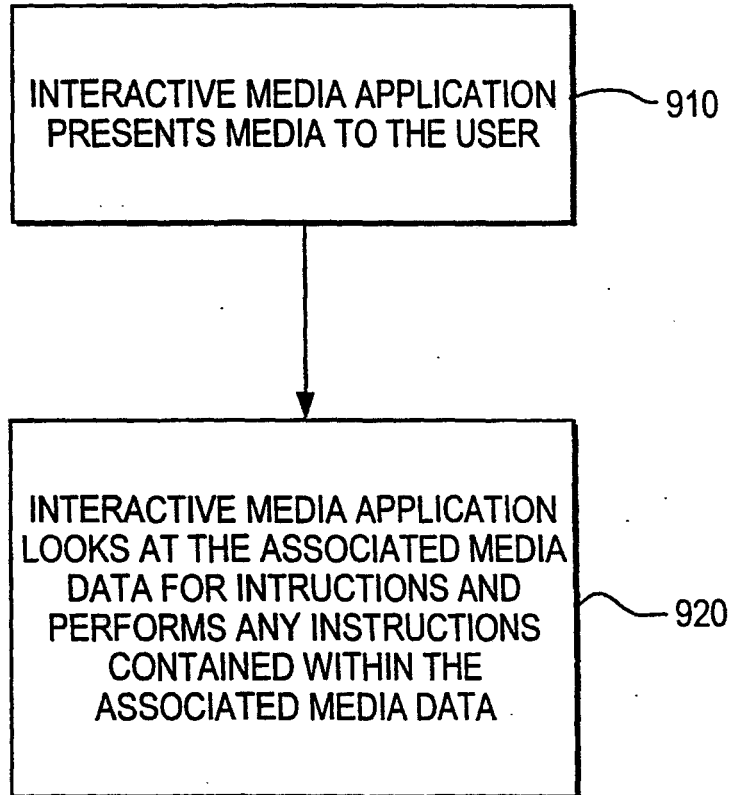 INTERACTIVE MEDIA APPLICATION
PRESENTS MEDIA TO THE USER
910
INTERACTIVE MEDIA APPLICATION
LOOKS AT THE ASSOCIATED MEDIA
DATA FOR INTRUCTIONS AND
PERFORMS ANY INSTRUCTIONS
CONTAINED WITHIN THE
ASSOCIATED MEDIA DATA
920